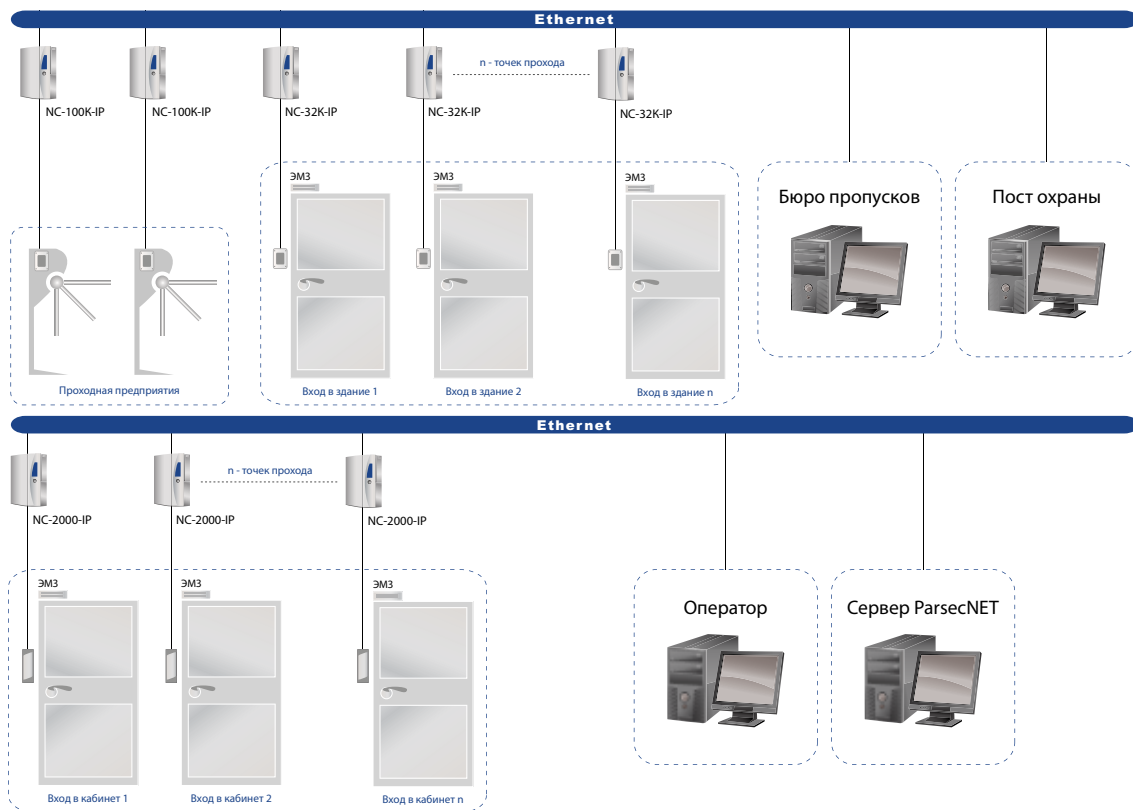 Ethernet
n - точек прохода
NC-100K-IP
NC-100K-IP
NC-32K-IP
NC-32K-IP
NC-32K-IP
ЭМЗ
ЭМЗ
ЭМЗ
Бюро пропусков
Пост охраны
Проходная предприятия
Вход в здание 1
Вход в здание 2
Вход в здание n
Ethernet
n - точек прохода
NC-2000-IP
NC-2000-IP
NC-2000-IP
ЭМЗ
ЭМЗ
ЭМЗ
Оператор
Сервер ParsecNET
Вход в кабинет 1
Вход в кабинет 2
Вход в кабинет n